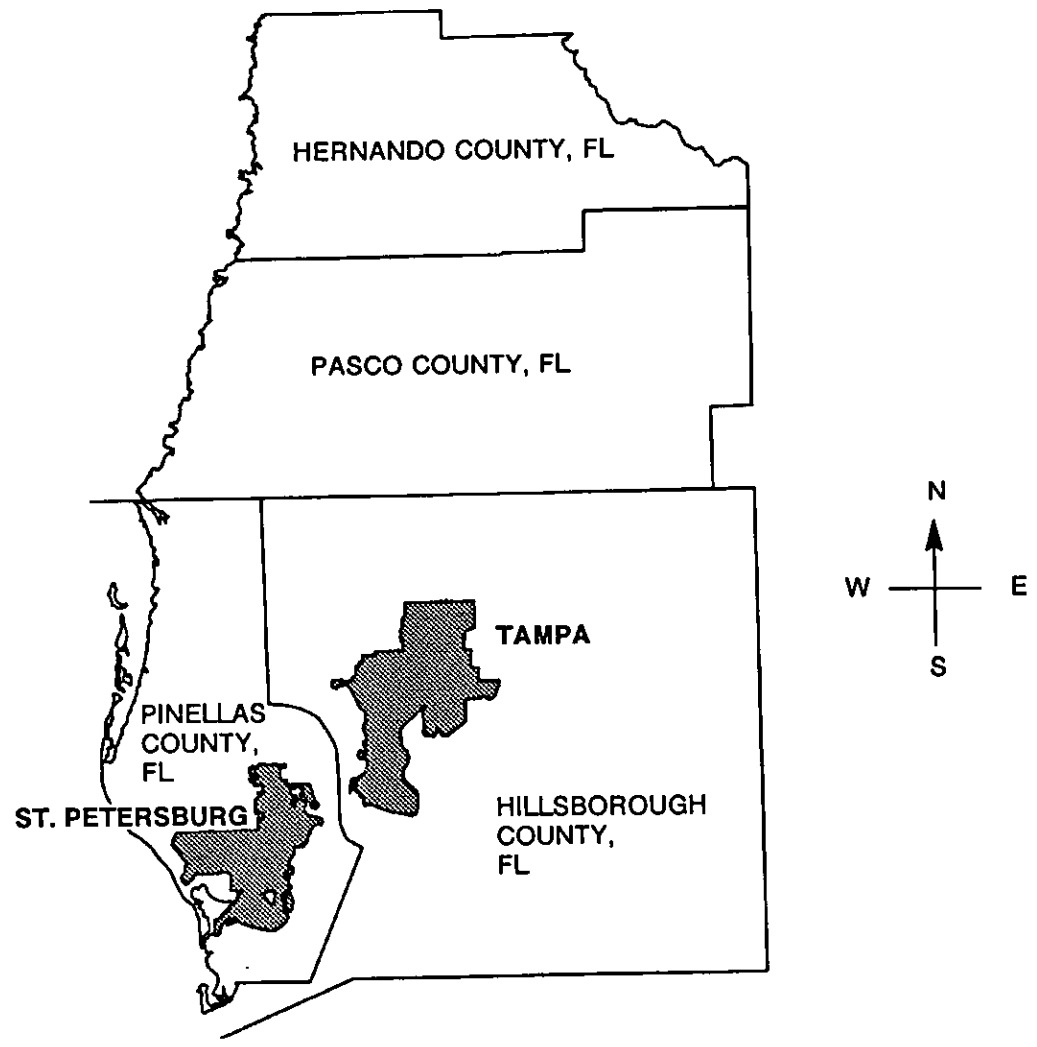 HERNANDO COUNTY, FL
PASCO COUNTY, FL
N
W
E
S
TAMPA
PINELLAS
COUNTY,
FL
ST. PETERSBURG
HILLSBOROUGH
COUNTY,
FL